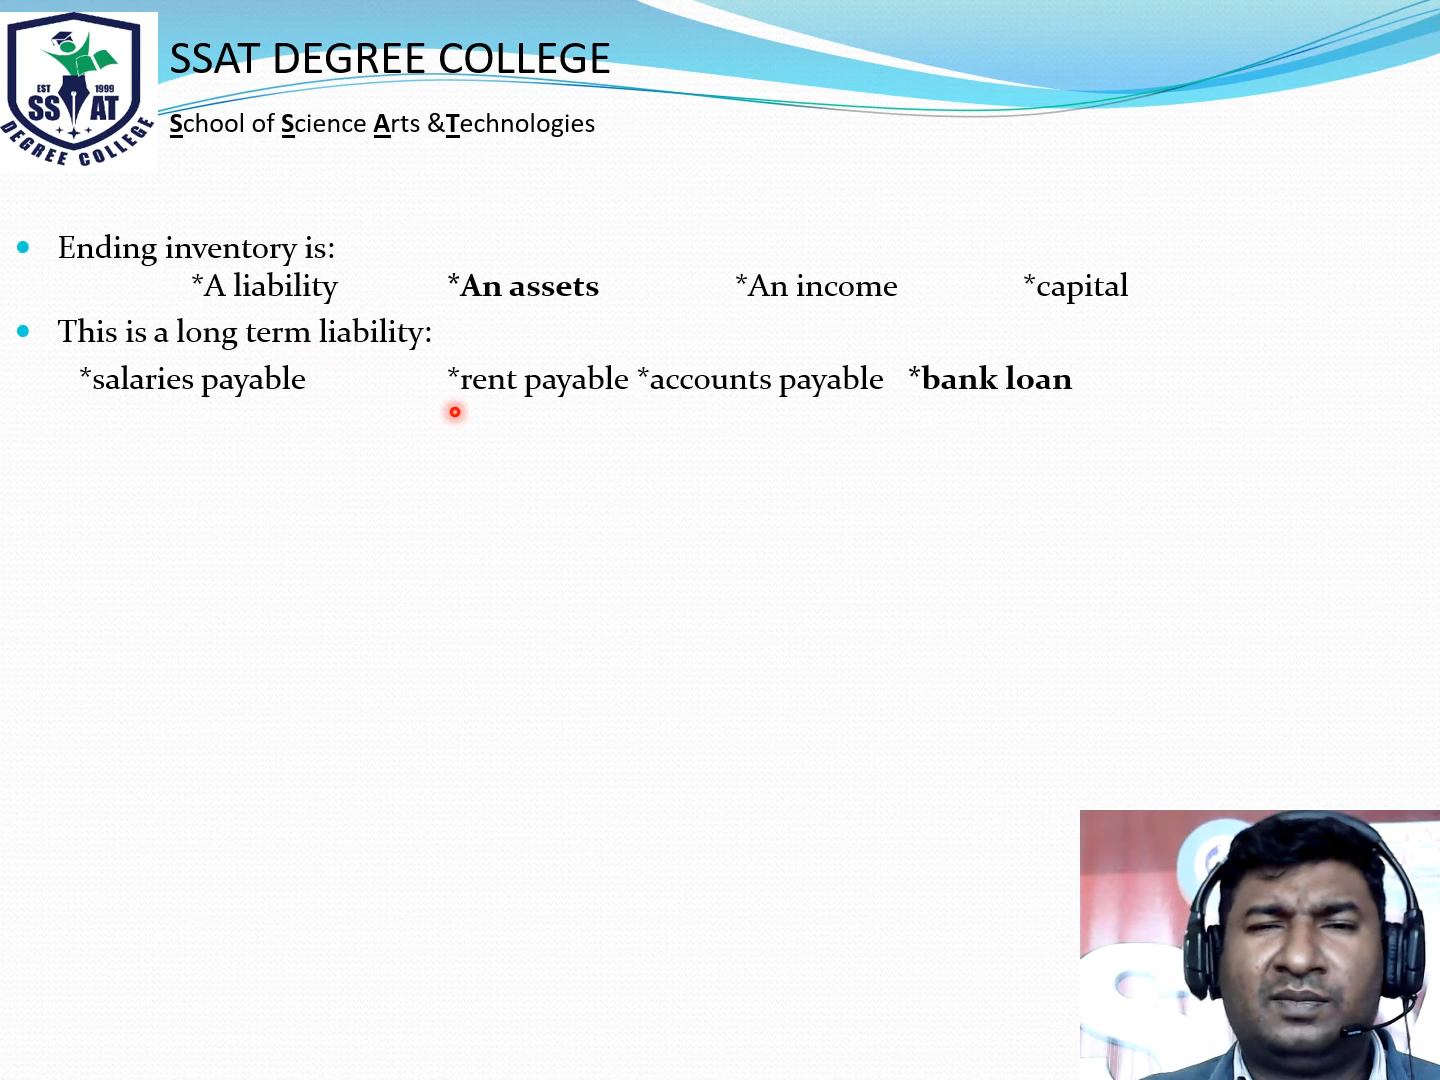 EST 1999
SS AT
DEGREE COLLEGE
SSAT DEGREE COLLEGE
School of Science Arts &Technologies
Ending inventory is:
*A liability *An assets *An income *capital
This is a long term liability:
*salaries payable *rent payable *accounts payable *bank loan